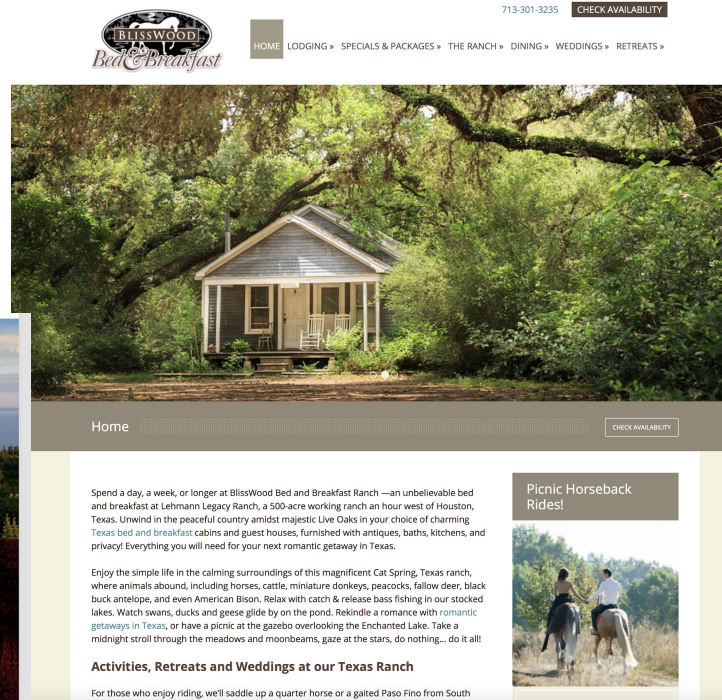 713-301-3235 CHECK AVAILABILITY
BLISSWOOD
Bed & Breakfast
HOME LODGING » SPECIALS & PACKAGES » THE RANCH » DINING » WEDDINGS » RETREATS »
Home
CHECK AVAILABILITY
Spend a day, a week, or longer at BlissWood Bed and Breakfast Ranch —an unbelievable bed
and breakfast at Lehmann Legacy Ranch, a 500-acre working ranch an hour west of Houston,
Texas. Unwind in the peaceful country amidst majestic Live Oaks in your choice of charming
Texas bed and breakfast cabins and guest houses, furnished with antiques, baths, kitchens, and
privacy! Everything you will need for your next romantic getaway in Texas.
Enjoy the simple life in the calming surroundings of this magnificent Cat Spring, Texas ranch,
where animals abound, including horses, cattle, miniature donkeys, peacocks, fallow deer, black
buck antelope, and even American Bison. Relax with catch & release bass fishing in our stocked
lakes. Watch swans, ducks and geese glide by on the pond. Rekindle a romance with romantic
getaways in Texas, or have a picnic at the gazebo overlooking the Enchanted Lake. Take a
midnight stroll through the meadows and moonbeams, gaze at the stars, do nothing... do it all!
Activities, Retreats and Weddings at our Texas Ranch
For those who enjoy riding, we'll saddle up a quarter horse or a gaited Paso Fino from South
Picnic Horseback
Rides!